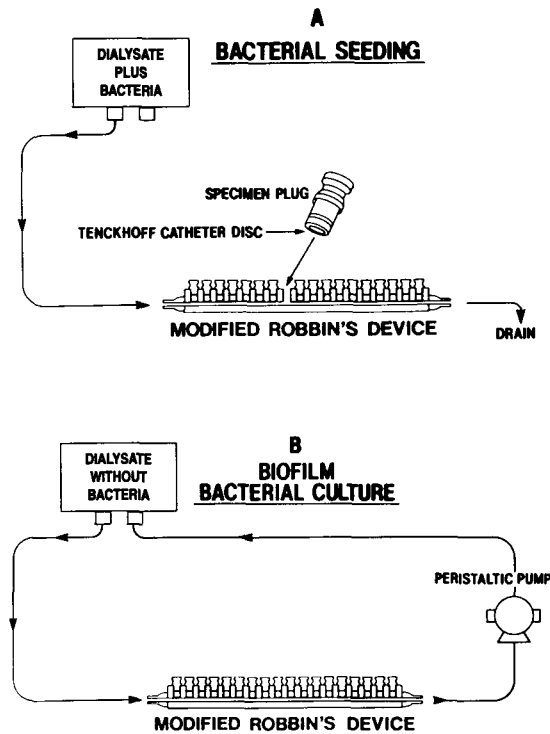 A
BACTERIAL SEEDING
DIALYSATE
PLUS
BACTERIA
SPECIMEN PLUG
TENCKHOFF CATHETER DISC
MODIFIED ROBBIN'S DEVICE
DRAIN
B
BIOFILM
BACTERIAL CULTURE
DIALYSATE
WITHOUT
BACTERIA
PERISTALTIC PUMP
MODIFIED ROBBIN'S DEVICE